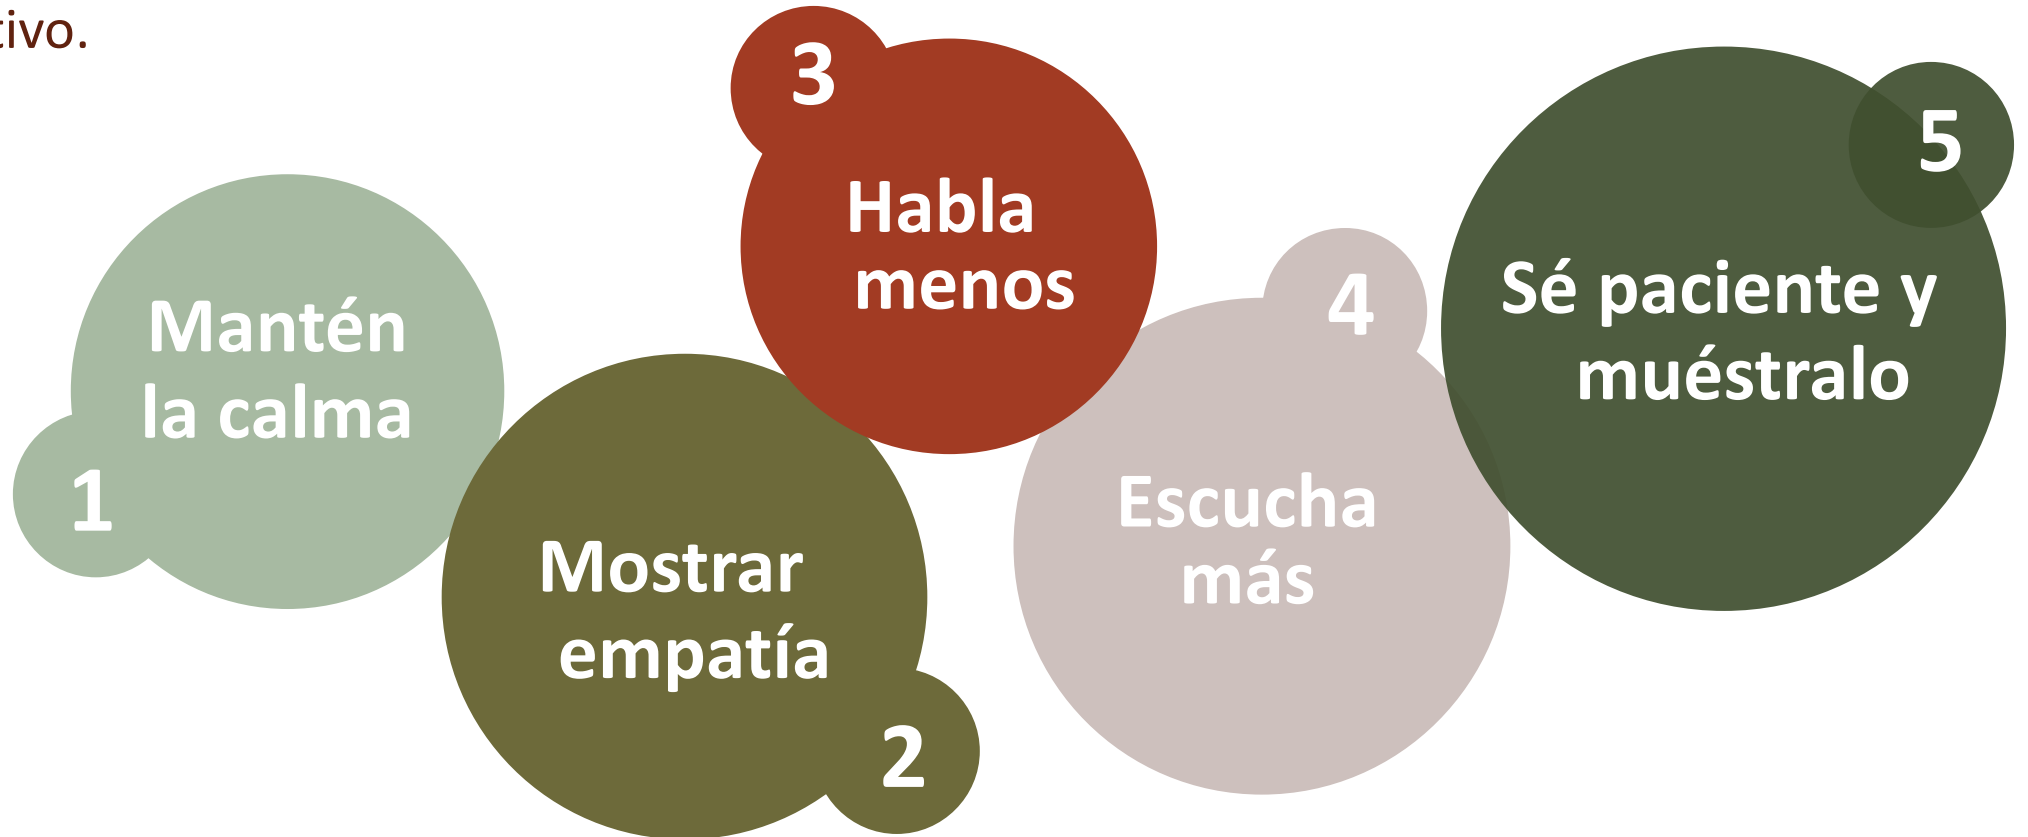 tivo.
1
Mantén
la calma
2
Mostrar
empatía
3
Habla
menos
4
Escucha
más
5
Sé paciente y
muéstralo